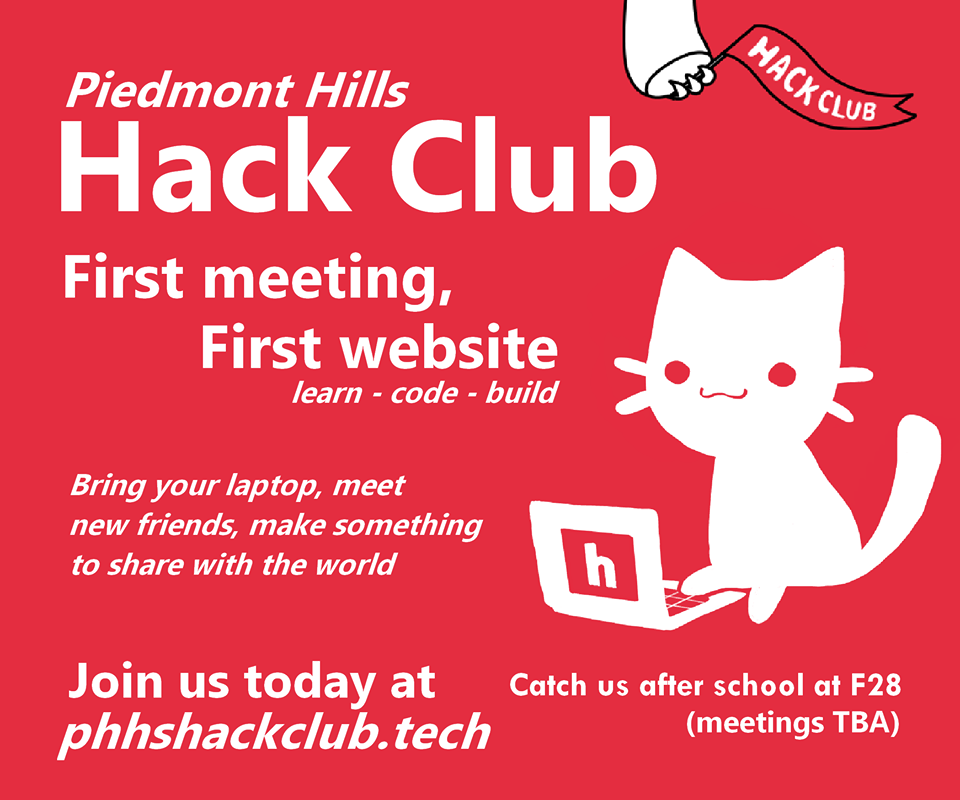 HACK CLUB
Piedmont Hills
Hack Club
First meeting,
First website
learn - code - build
Bring your laptop, meet
new friends, make something
to share with the world
h
Join us today at
phhshackclub.tech
Catch us after school at F28
(meetings TBA)